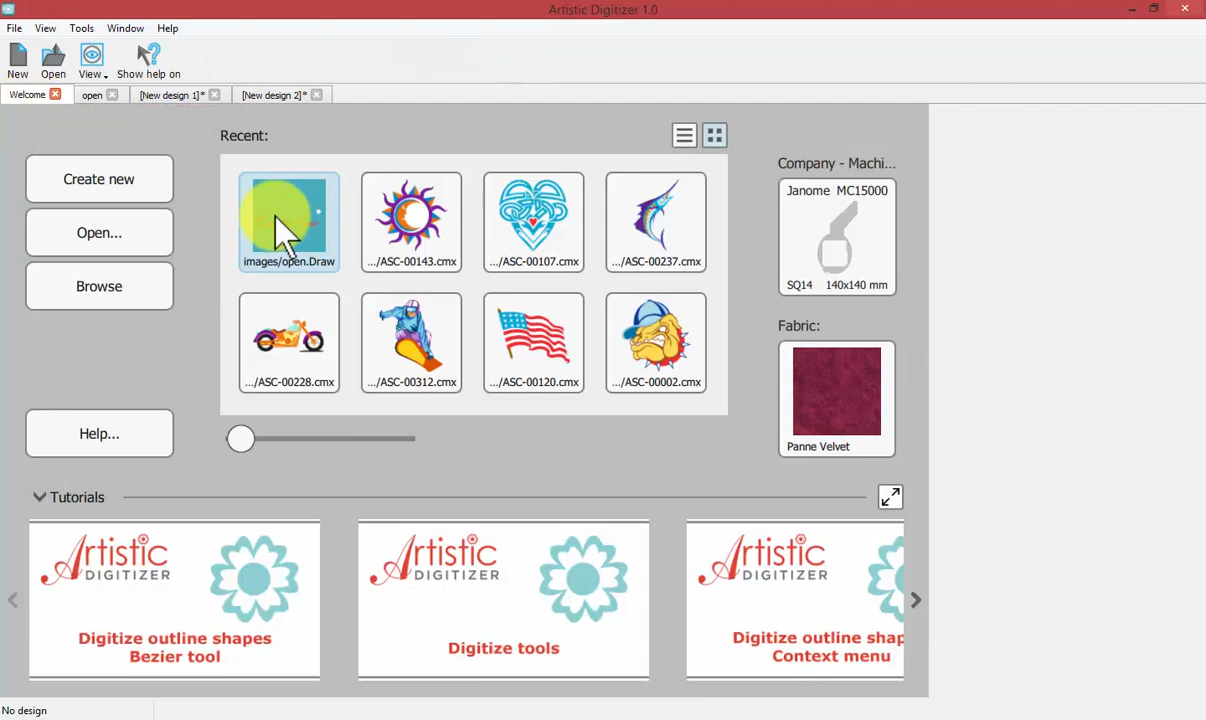 Artistic Digitizer 1.0
File View Tools Window Help
New Open View Show help on
Welcome open [New design 1]* [New design 2]*
Create new
Open...
Browse
Help...
Recent:
images/open.Draw .../ASC-00143.cmx .../ASC-00107.cmx .../ASC-00237.cmx
.../ASC-00228.cmx .../ASC-00312.cmx .../ASC-00120.cmx .../ASC-00002.cmx
Company - Machi...
Janome MC15000
SQ14 140x140 mm
Fabric:
Panne Velvet
Tutorials
Artistic
DIGITIZER
Digitize outline shapes
Bezier tool
Artistic
DIGITIZER
Digitize tools
Artistic
DIGITIZER
Digitize outline shap
Context menu
No design